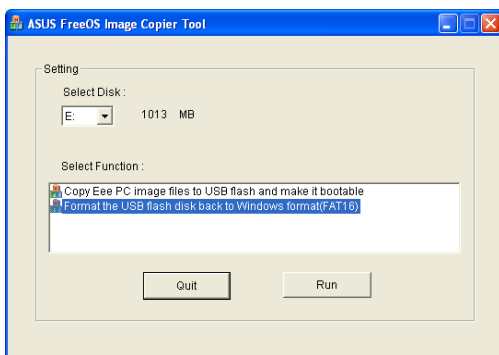 ASUS FreeOS Image Copier Tool
Setting
Select Disk :
E: 1013 MB
Select Function :
Copy Eee PC image files to USB flash and make it bootable
Format the USB flash disk back to Windows format(FAT16)
Quit Run